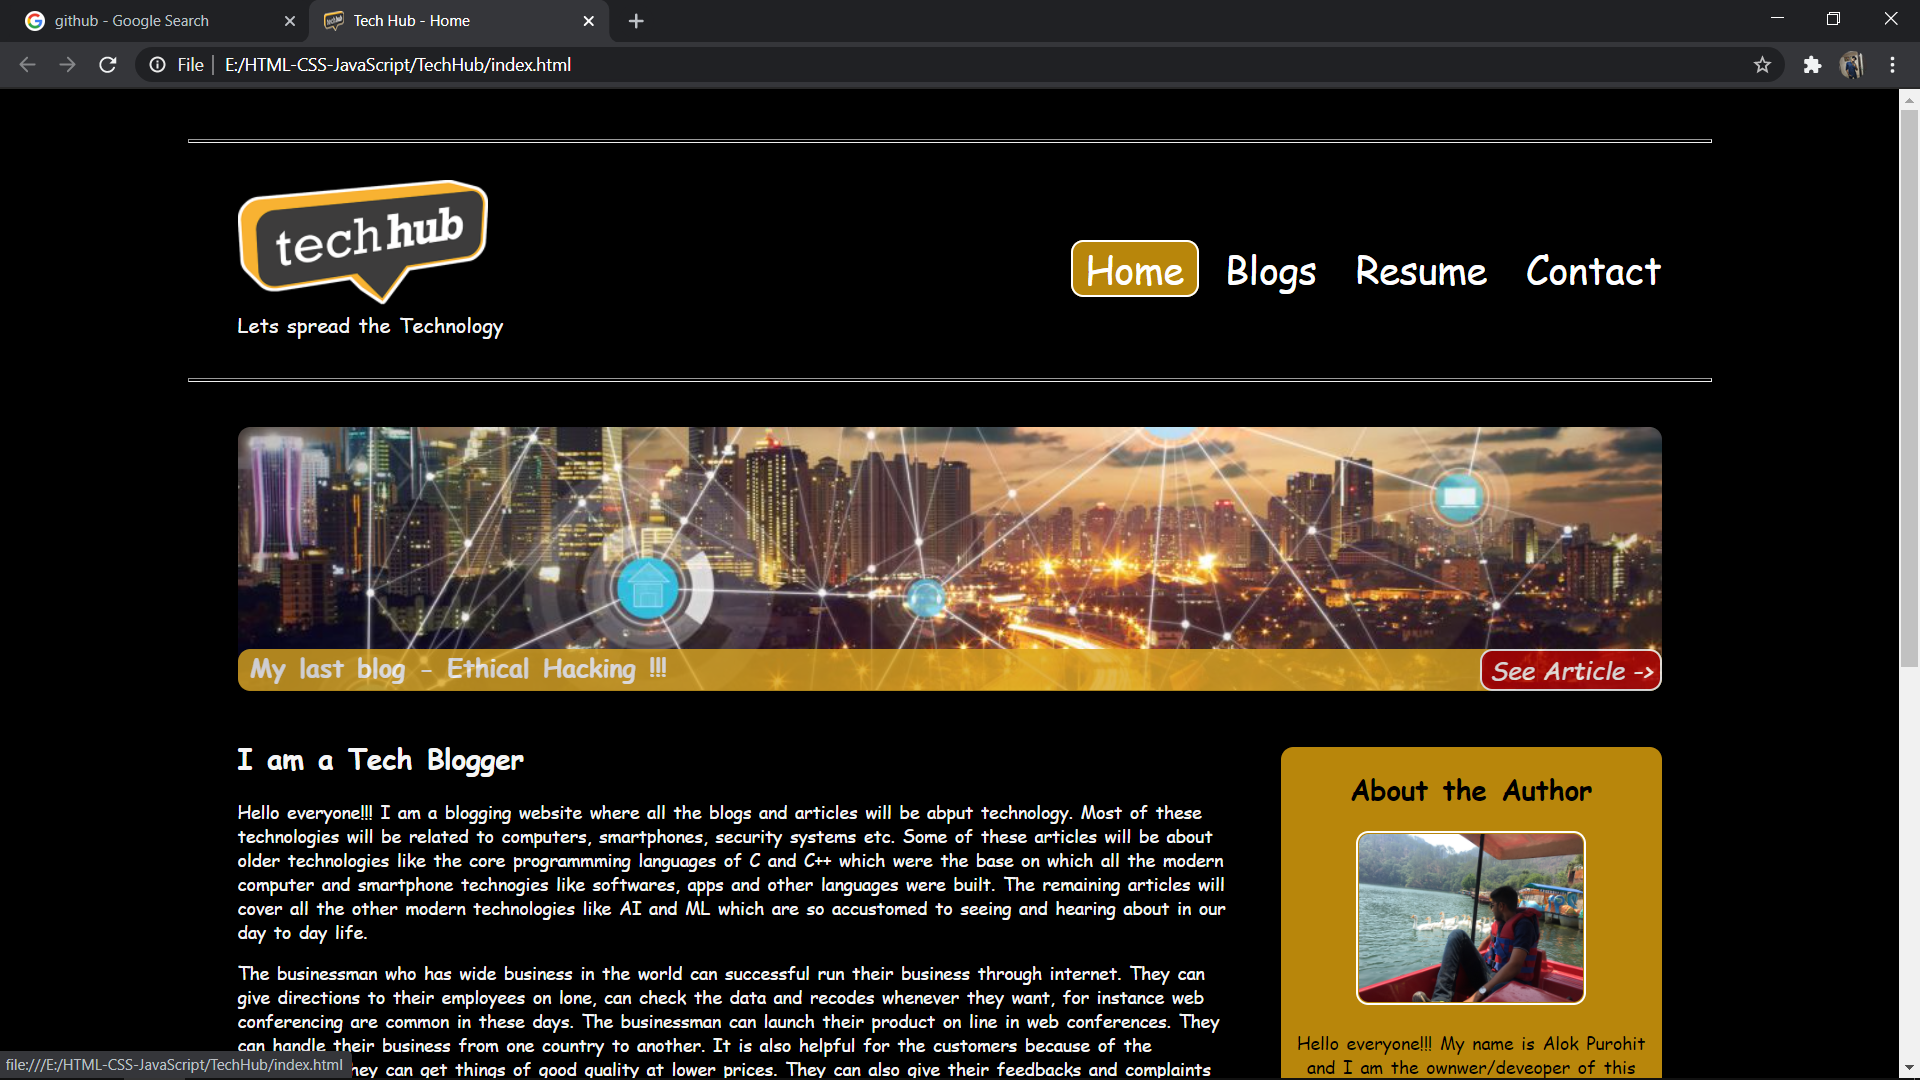 github - Google Search
Tech Hub - Home
File
E:/HTML-CSS-JavaScript/TechHub/index.html
techhub
Lets spread the Technology
Home Blogs Resume Contact
My last blog - Ethical Hacking !!!
See Article ->
I am a Tech Blogger
Hello everyone!!! I am a blogging website where all the blogs and articles will be abput technology. Most of these
technologies will be related to computers, smartphones, security systems etc. Some of these articles will be about
older technologies like the core programmming languages of C and C++ which were the base on which all the modern
computer and smartphone technogies like softwares, apps and other languages were built. The remaining articles will
cover all the other modern technologies like AI and ML which are so accustomed to seeing and hearing about in our
day to day life.
The businessman who has wide business in the world can successful run their business through internet. They can
give directions to their employees on lone, can check the data and recodes whenever they want, for instance web
conferencing are common in these days. The businessman can launch their product on line in web conferences. They
can handle their business from one country to another. It is also helpful for the customers because of the
hey can get things of good quality at lower prices. They can also give their feedbacks and complaints
About the Author
Hello everyone!!! My name is Alok Purohit
and I am the ownwer/deveoper of this
file:///E:/HTML-CSS-JavaScript/TechHub/index.html